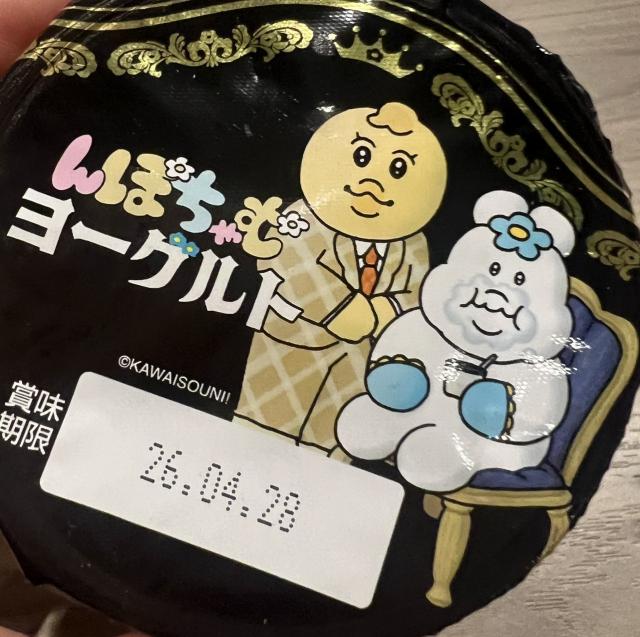 んぽちゃむ
ヨーグルト
©KAWAISOUNI!
賞味
期限
26.04.28